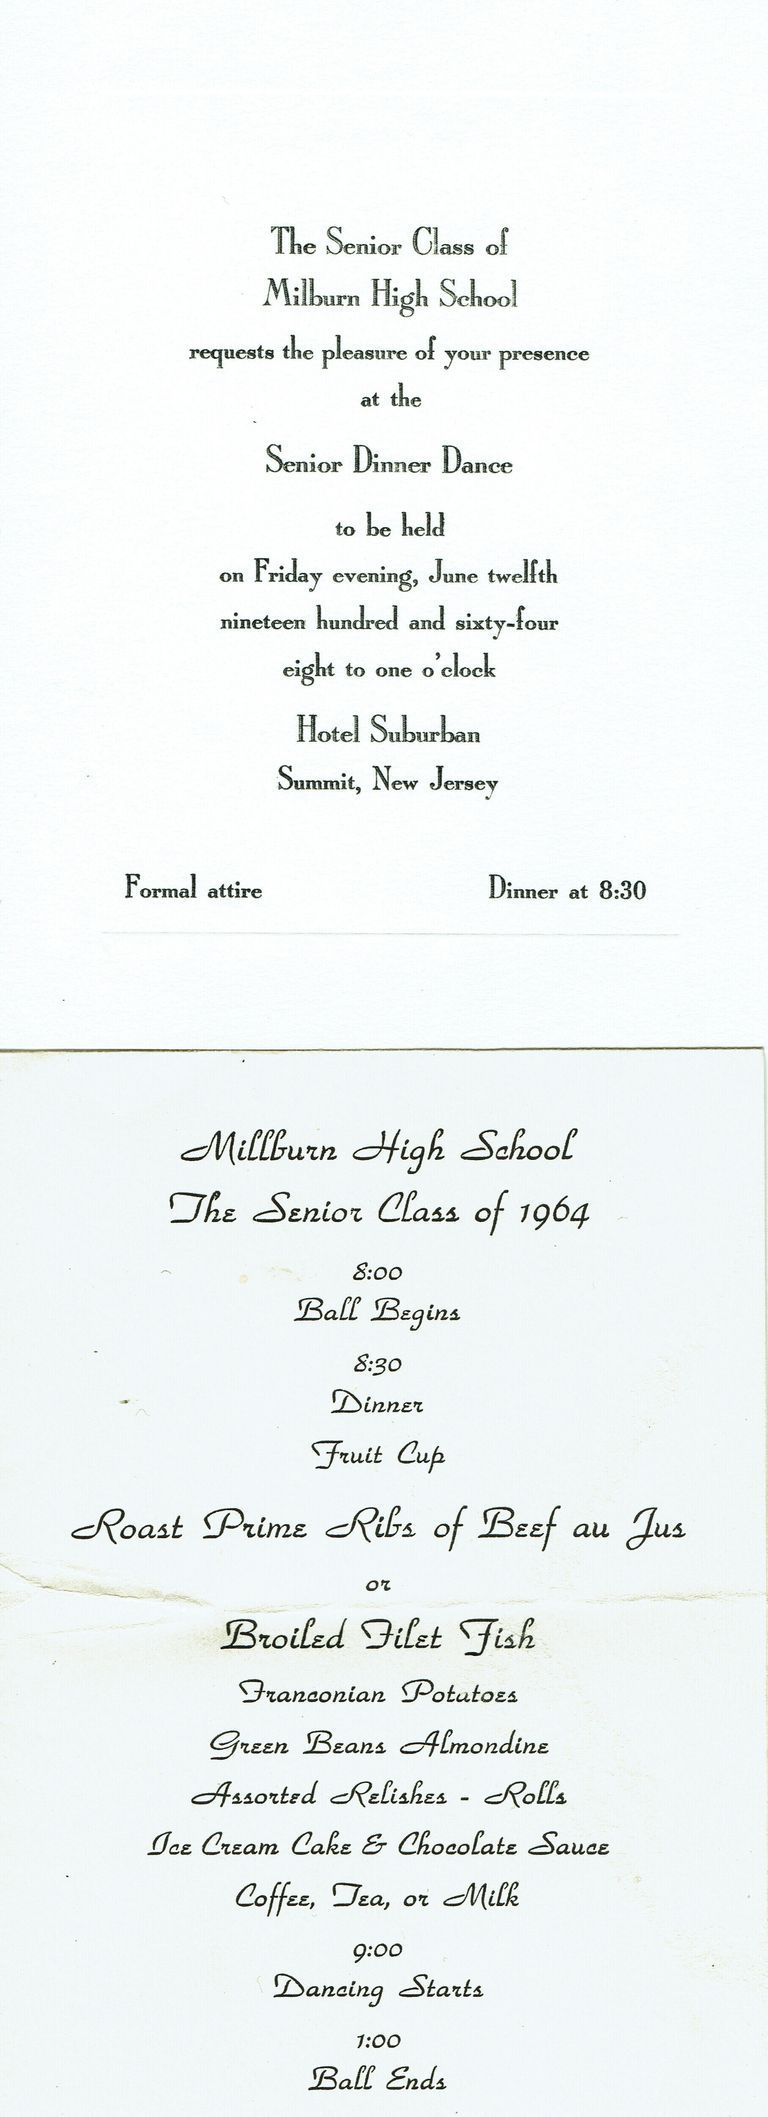 The Senior Class of
Milburn High School
requests the pleasure of your presence
at the
Senior Dinner Dance
to be held
on Friday evening, June twelfth
nineteen hundred and sixty-four
eight to one o'clock
Hotel Suburban
Summit, New Jersey
Formal attire Dinner at 8:30
Millburn High School
The Senior Class of 1964
8:00
Ball Begins
8:30
Dinner
Fruit Cup
Roast Prime Ribs of Beef au Jus
or
Broiled Filet Fish
Franconian Potatoes
Green Beans Almondine
Assorted Relishes - Rolls
Ice Cream Cake & Chocolate Sauce
Coffee, Tea, or Milk
9:00
Dancing Starts
1:00
Ball Ends